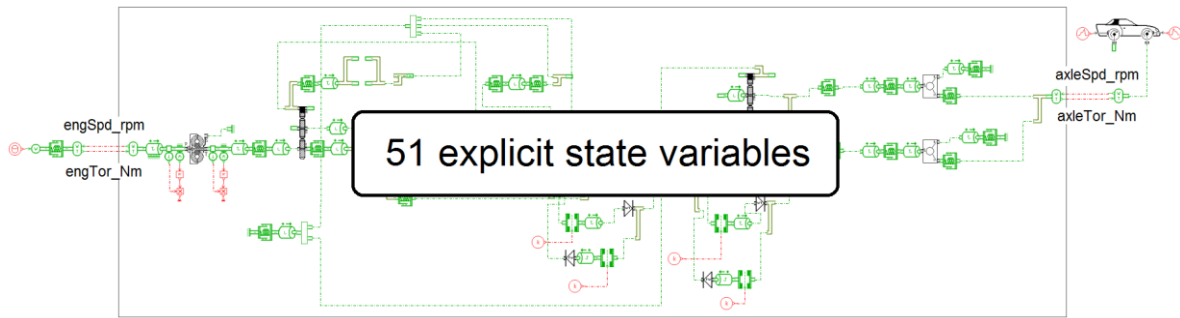 axleSpd_rpm
axleTor_Nm
engSpd_rpm
engTor_Nm
51 explicit state variables